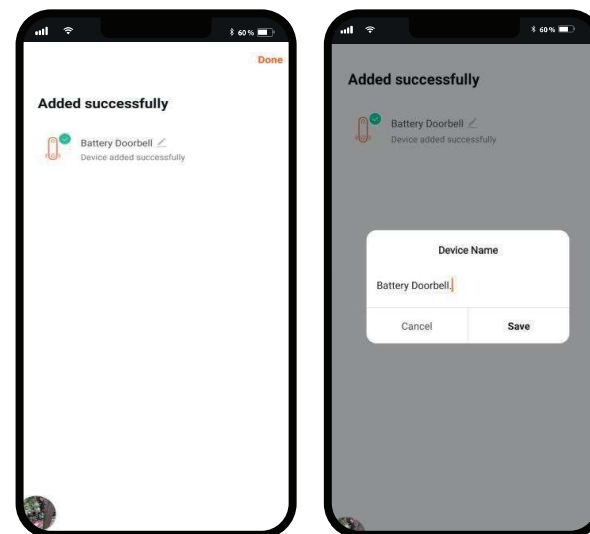 60%
Done
Added successfully
Battery Doorbell
Device added successfully
60%
Added successfully
Battery Doorbell
Device added successfully
Device Name
Battery Doorbell.
Cancel
Save